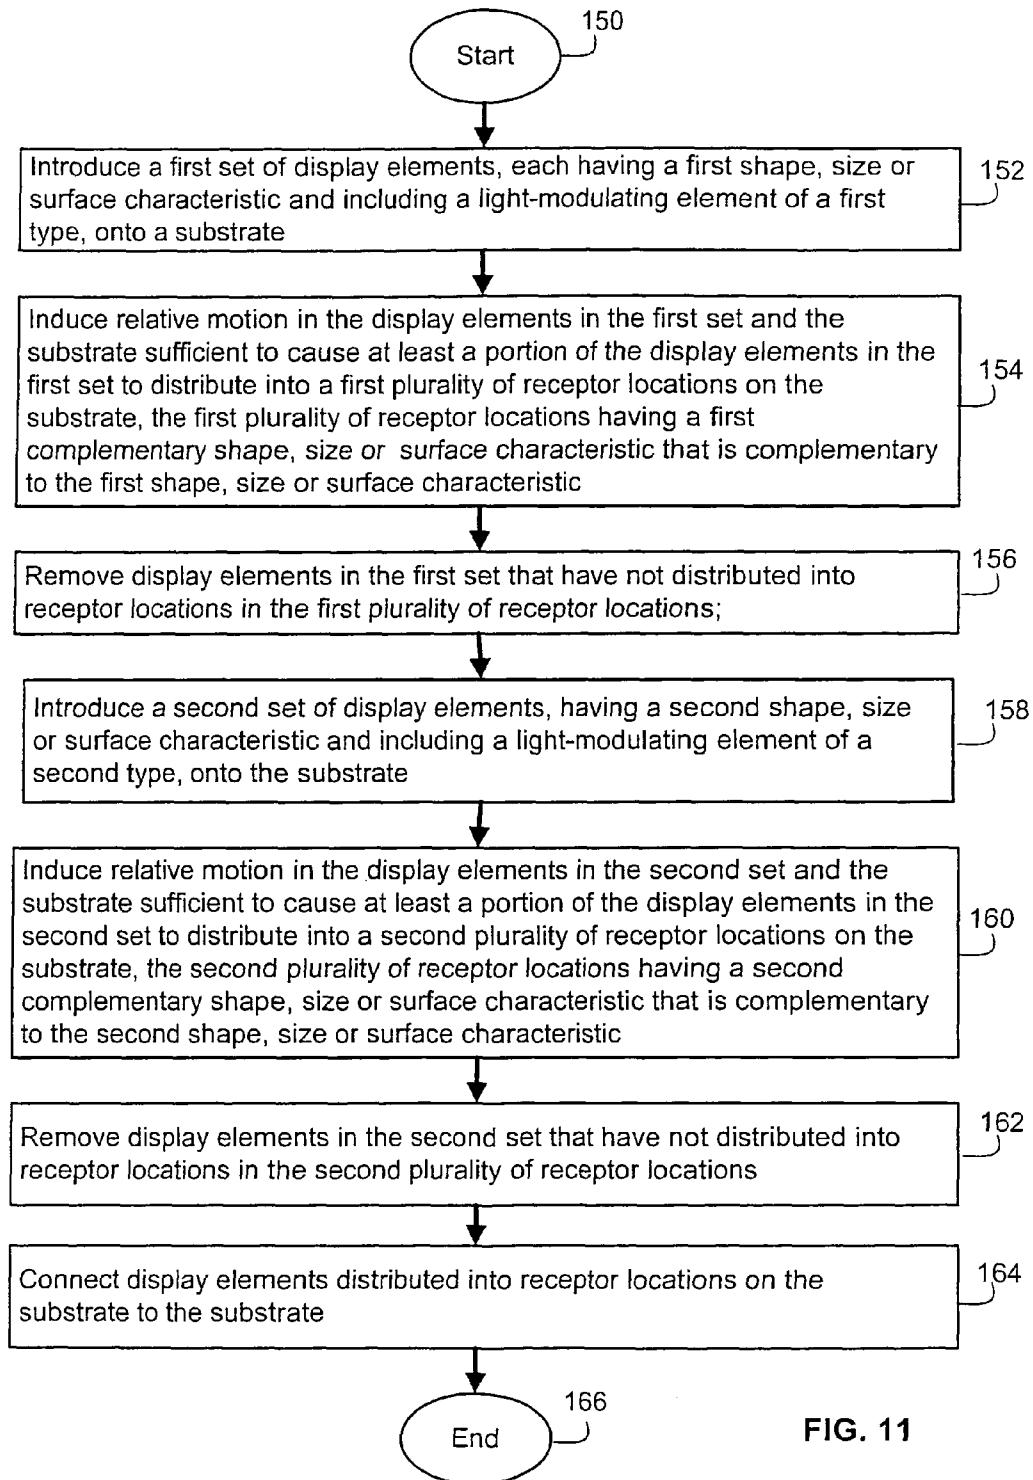 150
Start
Introduce a first set of display elements, each having a first shape, size or
surface characteristic and including a light-modulating element of a first
type, onto a substrate
152
Induce relative motion in the display elements in the first set and the
substrate sufficient to cause at least a portion of the display elements in the
first set to distribute into a first plurality of receptor locations on the
substrate, the first plurality of receptor locations having a first
complementary shape, size or surface characteristic that is complementary
to the first shape, size or surface characteristic
154
Remove display elements in the first set that have not distributed into
receptor locations in the first plurality of receptor locations;
156
Introduce a second set of display elements, having a second shape, size
or surface characteristic and including a light-modulating element of a
second type, onto the substrate
158
Induce relative motion in the display elements in the second set and the
substrate sufficient to cause at least a portion of the display elements in the
second set to distribute into a second plurality of receptor locations on the
substrate, the second plurality of receptor locations having a second
complementary shape, size or surface characteristic that is complementary
to the second shape, size or surface characteristic
160
Remove display elements in the second set that have not distributed into
receptor locations in the second plurality of receptor locations
162
Connect display elements distributed into receptor locations on the
substrate to the substrate
164
End
166
FIG. 11